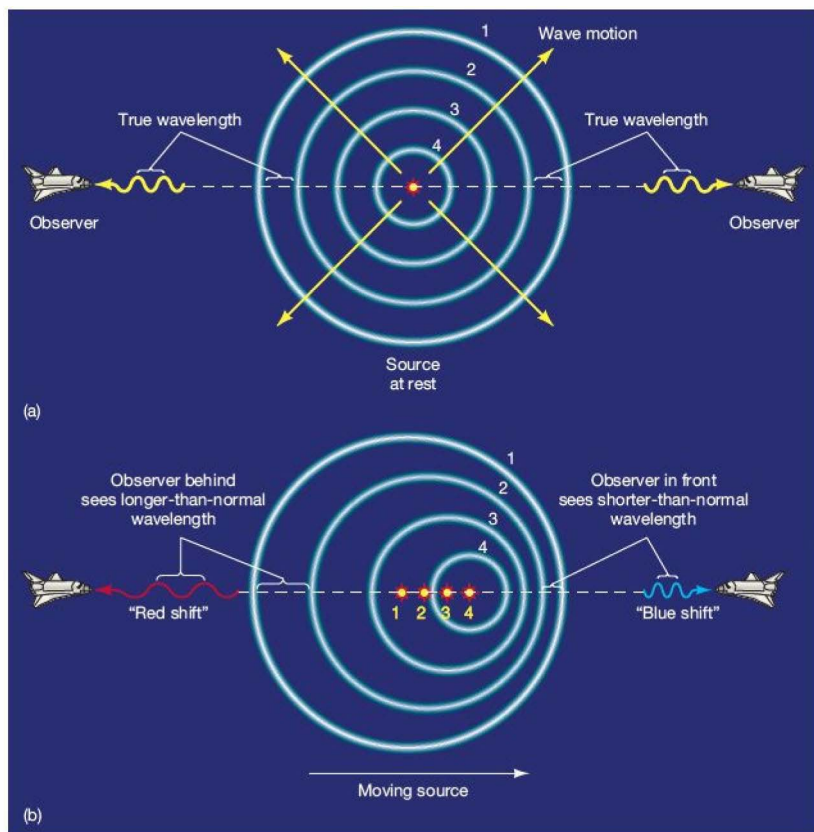 1
Wave motion
2
True wavelength
3
True wavelength
4
Observer
Observer
Source
at rest
(a)
1
Observer behind
sees longer-than-normal
wavelength
2
Observer in front
sees shorter-than-normal
wavelength
3
4
1 2 3 4
“Red shift”
“Blue shift”
Moving source
(b)